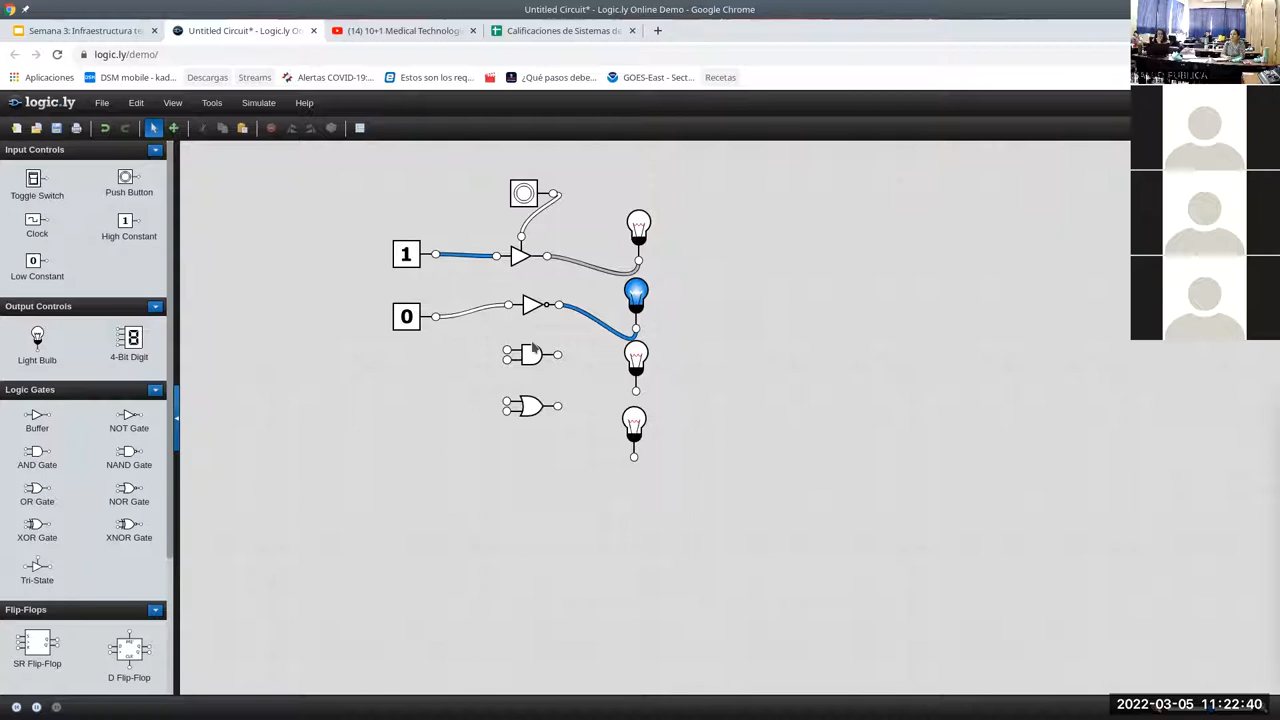 Untitled Circuit* - Logic.ly Online Demo - Google Chrome
Semana 3: Infraestructura te
Untitled Circuit* - Logic.ly On
(14) 10+1 Medical Technologi
Calificaciones de Sistemas d
logic.ly/demo/
Aplicaciones
DSM mobile - kad...
Descargas
Streams
Alertas COVID-19:...
Estos son los req...
¿Qué pasos debe...
GOES-East - Sect...
Recetas
SALUD PUBLICA
logic.ly
File
Edit
View
Tools
Simulate
Help
Input Controls
Toggle Switch
Push Button
Clock
1
High Constant
0
Low Constant
Output Controls
Light Bulb
4-Bit Digit
Logic Gates
Buffer
NOT Gate
AND Gate
NAND Gate
OR Gate
NOR Gate
XOR Gate
XNOR Gate
Tri-State
Flip-Flops
SR Flip-Flop
D Flip-Flop
1
0
2022-03-05 11:22:40